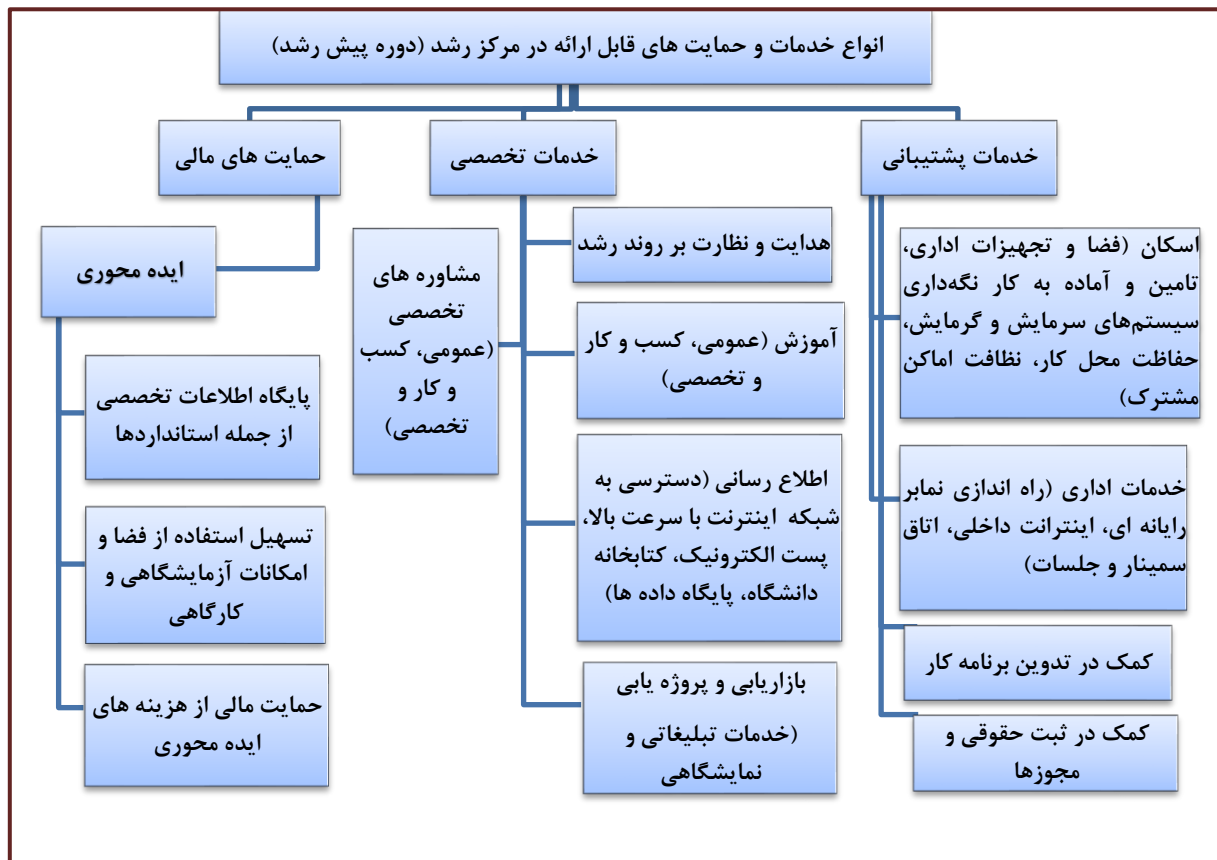 انواع خدمات و حمایت های قابل ارائه در مرکز رشد (دوره پیش رشد)
خدمات پشتیبانی
اسکان (فضا و تجهیزات اداری،
تامین و آماده به کار نگه‌داری
سیستم‌های سرمایش و گرمایش،
حفاظت محل کار، نظافت اماکن
مشترک)
خدمات اداری (راه اندازی نمابر
رایانه ای، اینترانت داخلی، اتاق
سمینار و جلسات)
کمک در تدوین برنامه کار
کمک در ثبت حقوقی و
مجوزها
خدمات تخصصی
هدایت و نظارت بر روند رشد
مشاوره های
تخصصی
(عمومی، کسب
و کار و
تخصصی)
آموزش (عمومی، کسب و کار
و تخصصی)
اطلاع رسانی (دسترسی به
شبکه اینترنت با سرعت بالا،
پست الکترونیک، کتابخانه
دانشگاه، پایگاه داده ها)
بازاریابی و پروژه یابی
(خدمات تبلیغاتی و
نمایشگاهی
حمایت های مالی
ایده محوری
پایگاه اطلاعات تخصصی
از جمله استانداردها
تسهیل استفاده از فضا و
امکانات آزمایشگاهی و
کارگاهی
حمایت مالی از هزینه های
ایده محوری